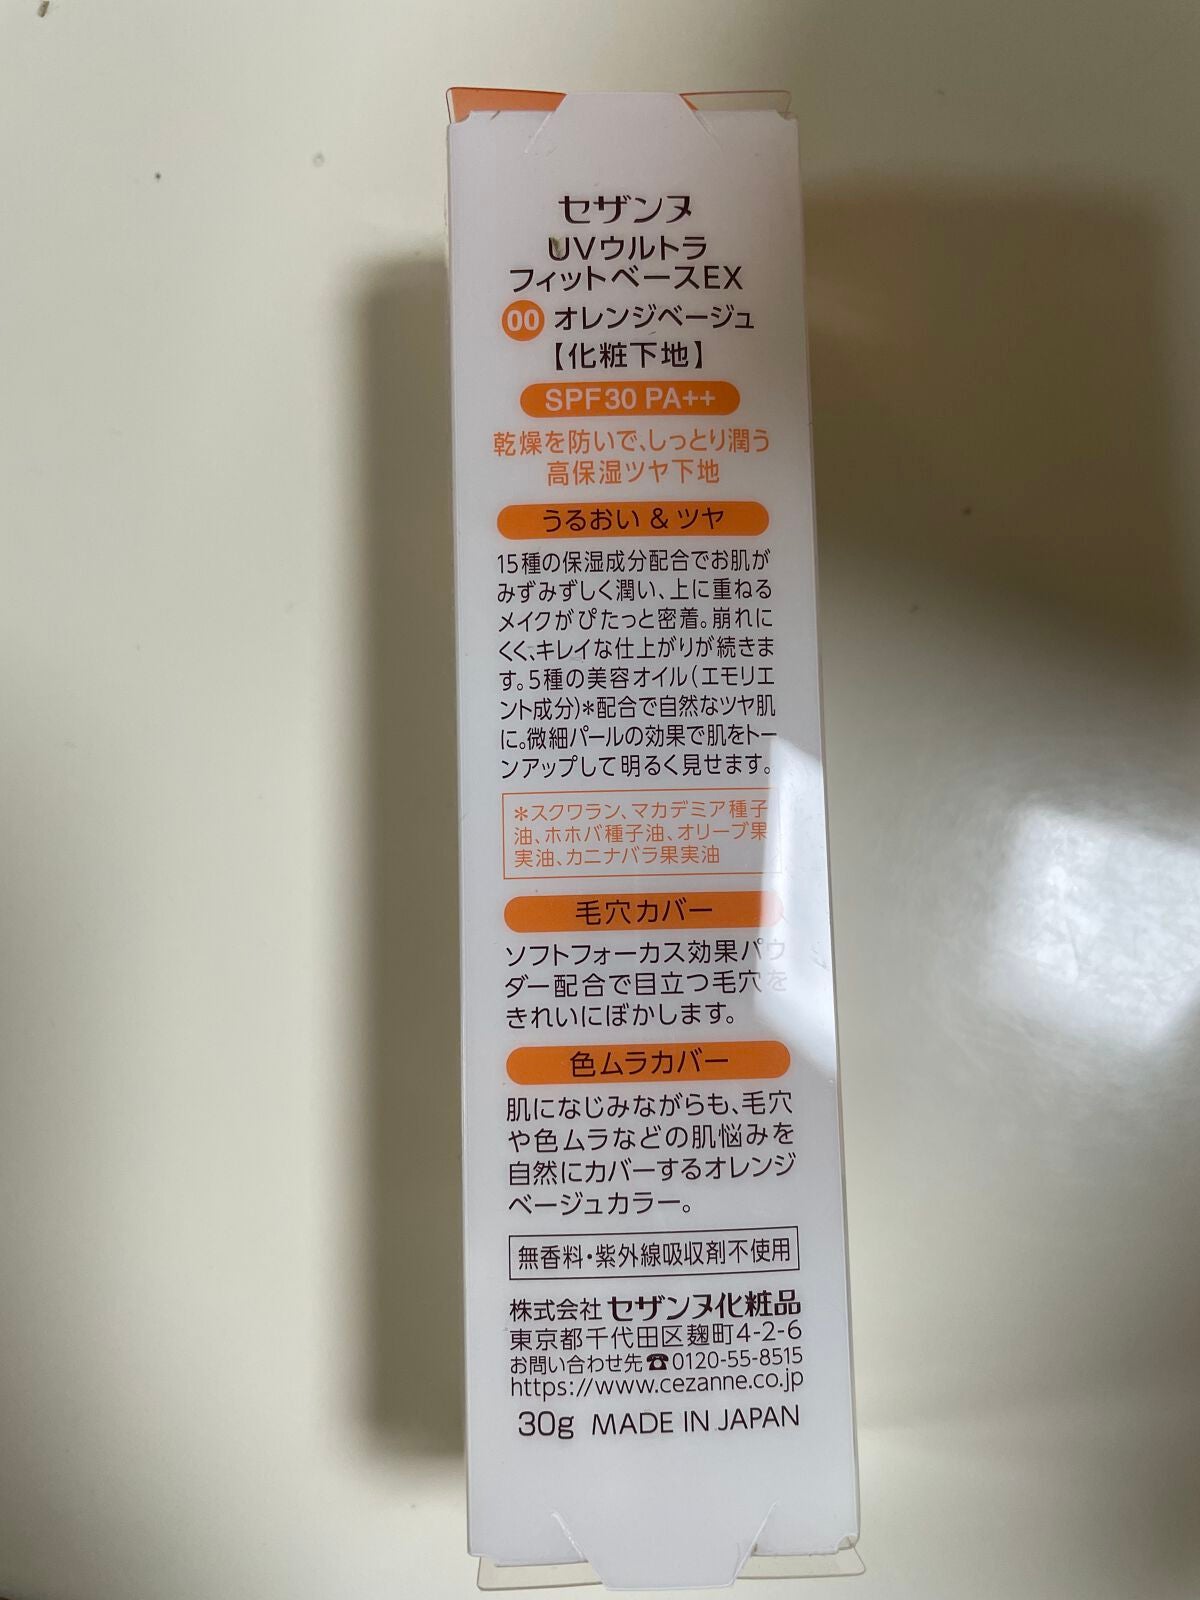 セザンヌ
UVウルトラ
フィットベースEX
00 オレンジベージュ
【化粧下地】
SPF30 PA++
乾燥を防いで、しっとり潤う
高保湿ツヤ下地
うるおい & ツヤ
15種の保湿成分配合でお肌が
みずみずしく潤い、上に重ねる
メイクがぴたっと密着。崩れに
くく、キレイな仕上がりが続きま
す。5種の美容オイル(エモリエ
ント成分)*配合で自然なツヤ肌
に。微細パールの効果で肌をトー
ンアップして明るく見せます。
*スクワラン、マカデミア種子
油、ホホバ種子油、オリーブ果
実油、カニナバラ果実油
毛穴カバー
ソフトフォーカス効果パウ
ダー配合で目立つ毛穴を
きれいにぼかします。
色ムラカバー
肌になじみながらも、毛穴
や色ムラなどの肌悩みを
自然にカバーするオレンジ
ベージュカラー。
無香料・紫外線吸収剤不使用
株式会社 セザンヌ化粧品
東京都千代田区麹町4-2-6
お問い合わせ先☎0120-55-8515
https://www.cezanne.co.jp
30g MADE IN JAPAN